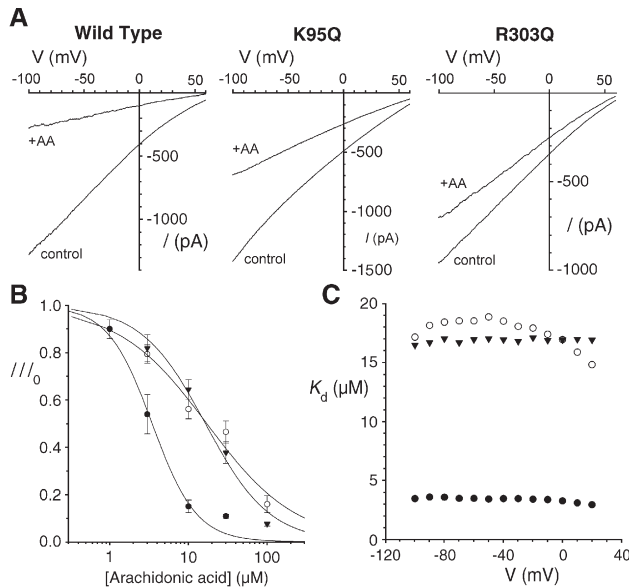 A
Wild Type
K95Q
R303Q
V (mV)
V (mV)
V (mV)
-100 -50 0 50
-100 -50 0 50
-100 -50 0 50
+AA
-500
-1000
I (pA)
control
+AA
-500
-1000
I (pA)
-1500
control
+AA
-500
I (pA)
-1000
control
B
I/I0
1.0
0.8
0.6
0.4
0.2
0.0
1 10 100
[Arachidonic acid] (µM)
C
Kd (µM)
20
15
10
5
0
-120 -80 -40 0 40
V (mV)